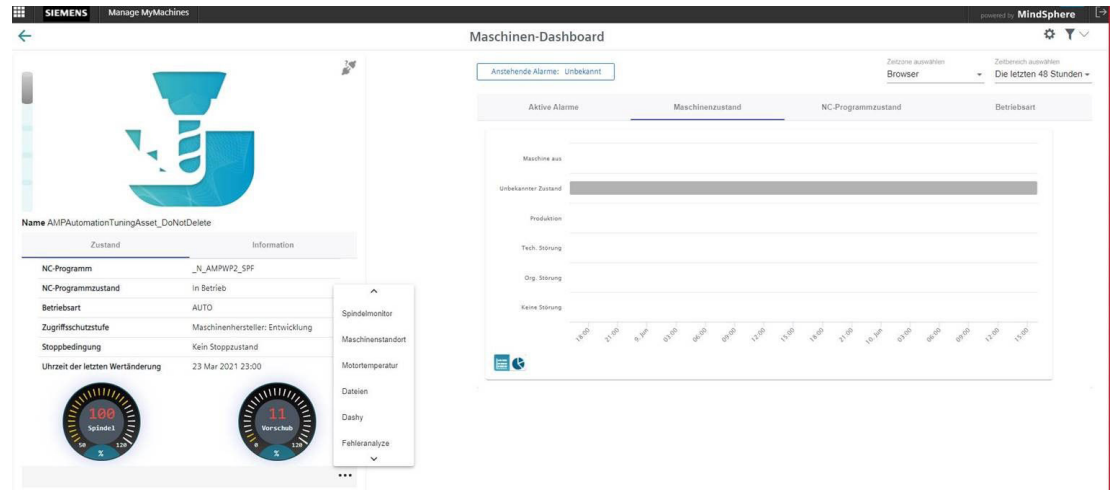 SIEMENS Manage MyMachines
powered by MindSphere
Maschinen-Dashboard
Name AMPAutomationTuningAsset_DoNotDelete
Zustand Information
NC-Programm _N_AMPWP2_SPF
NC-Programmzustand In Betrieb
Betriebsart AUTO
Zugriffsschutzstufe Maschinenhersteller: Entwicklung
Stoppbedingung Kein Stoppzustand
Uhrzeit der letzten Wertänderung 23 Mar 2021 23:00
100
Spindel
50 120
%
11
Vorschub
0 120
%
Spindelmonitor
Maschinenstandort
Motortemperatur
Dateien
Dashy
Fehleranalyze
Anstehende Alarme: Unbekannt
Zeitzone auswählen
Browser
Zeitbereich auswählen
Die letzten 48 Stunden
Aktive Alarme Maschinenzustand NC-Programmzustand Betriebsart
Maschine aus
Unbekannter Zustand
Produktion
Tech. Störung
Org. Störung
Keine Störung
18:00 21:00 9. Jun 03:00 06:00 09:00 12:00 15:00 18:00 21:00 10. Jun 03:00 06:00 09:00 12:00 15:00